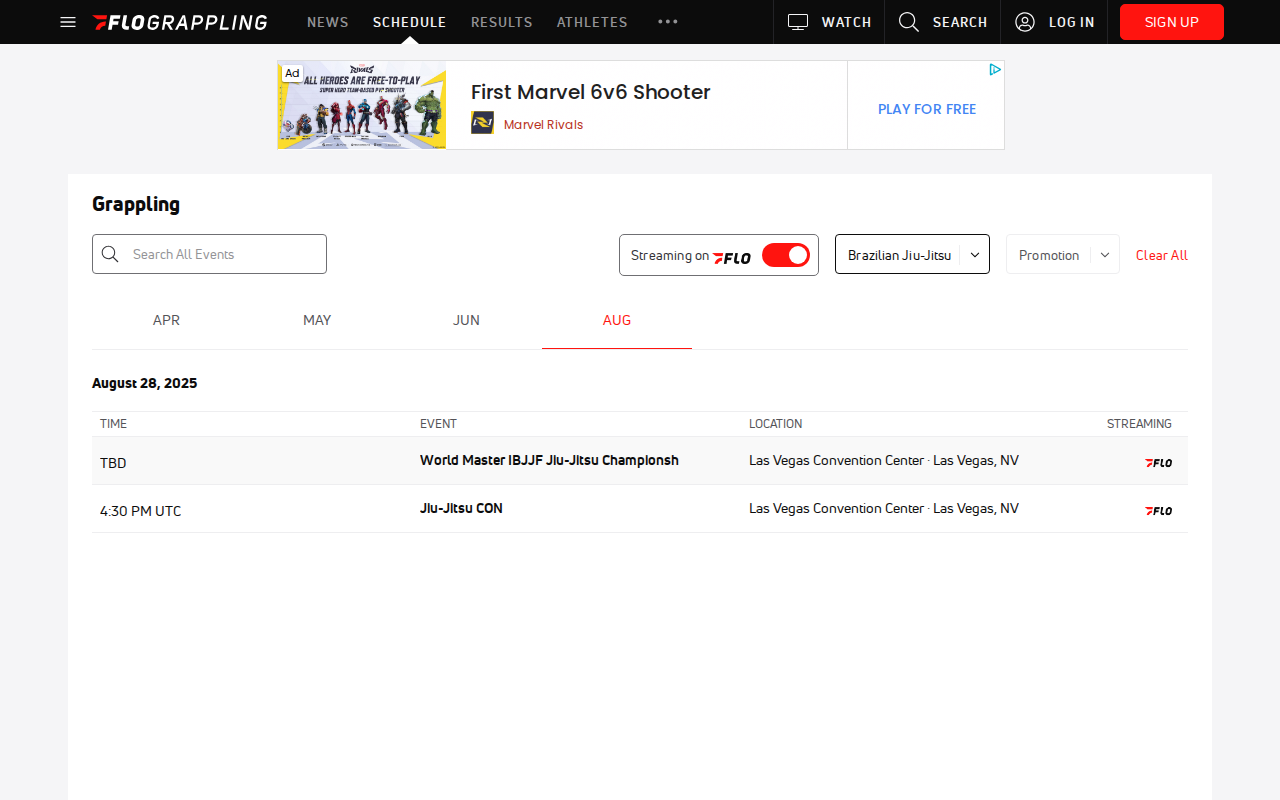 FLOGRAPPLING NEWS SCHEDULE RESULTS ATHLETES ••• WATCH SEARCH LOG IN SIGN UP
Ad
RIVALS
ALL HEROES ARE FREE-TO-PLAY
SUPER HERO TEAM-BASED PVP SHOOTER
First Marvel 6v6 Shooter
Marvel Rivals
PLAY FOR FREE
Grappling
Search All Events
Streaming on FLO
Brazilian Jiu-Jitsu
Promotion
Clear All
APR MAY JUN AUG
August 28, 2025
TIME EVENT LOCATION STREAMING
TBD World Master IBJJF Jiu-Jitsu Championsh Las Vegas Convention Center · Las Vegas, NV FLO
4:30 PM UTC Jiu-Jitsu CON Las Vegas Convention Center · Las Vegas, NV FLO